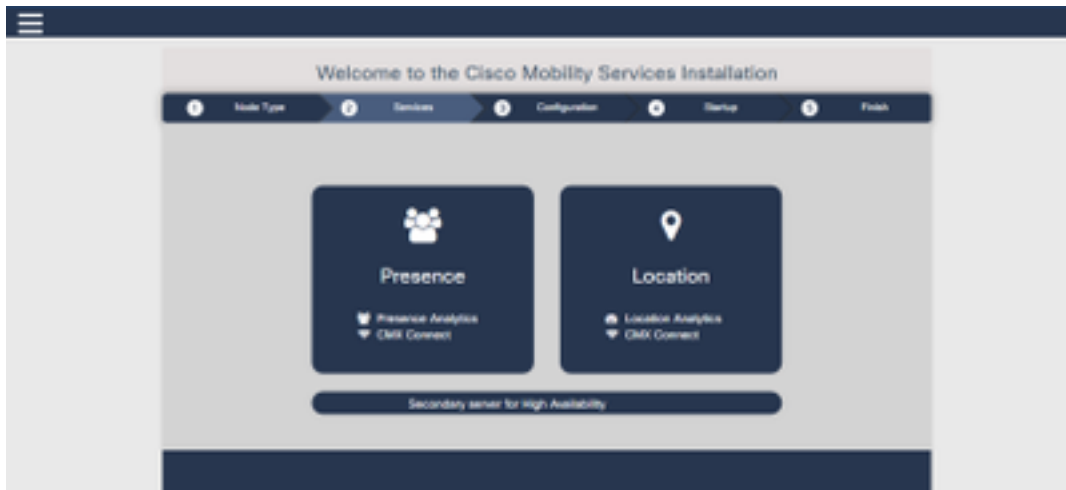 Welcome to the Cisco Mobility Services Installation
1 Node Type 2 Services 3 Configuration 4 Startup 5 Finish
Presence
Location
Presence Analytics
CMX Connect
Location Analytics
CMX Connect
Secondary server for High Availability